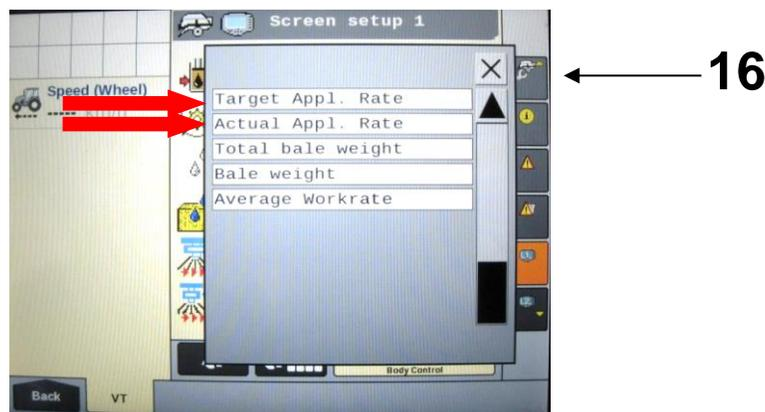 Screen setup 1
16
Speed (Wheel)
-----
Target Appl. Rate
Actual Appl. Rate
Total bale weight
Bale weight
Average Workrate
Body Control
Back
VT